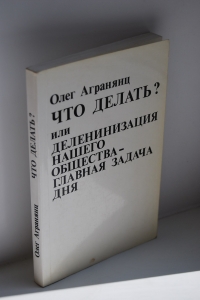 Олег Агранянц
ЧТО ДЕЛАТЬ?
или
ДЕЛЕНИНИЗАЦИЯ
НАШЕГО
ОБЩЕСТВА–
ГЛАВНАЯ ЗАДАЧА
ДНЯ
Олег Агранянц ЧТО ДЕЛАТЬ?